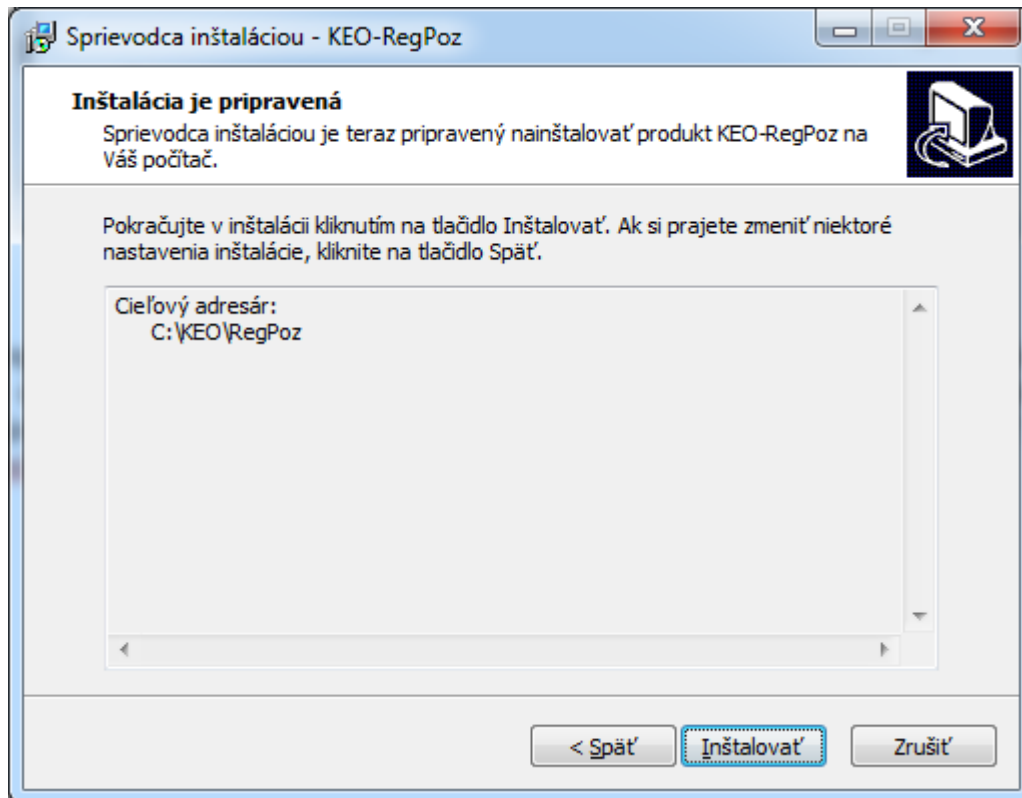 Sprievodca inštaláciou - KEO-RegPoz
Inštalácia je pripravená
Sprievodca inštaláciou je teraz pripravený nainštalovať produkt KEO-RegPoz na
Váš počítač.
Pokračujte v inštalácii kliknutím na tlačidlo Inštalovať. Ak si prajete zmeniť niektoré
nastavenia inštalácie, kliknite na tlačidlo Späť.
Cieľový adresár:
C:\KEO\RegPoz
< Späť
Inštalovať
Zrušiť